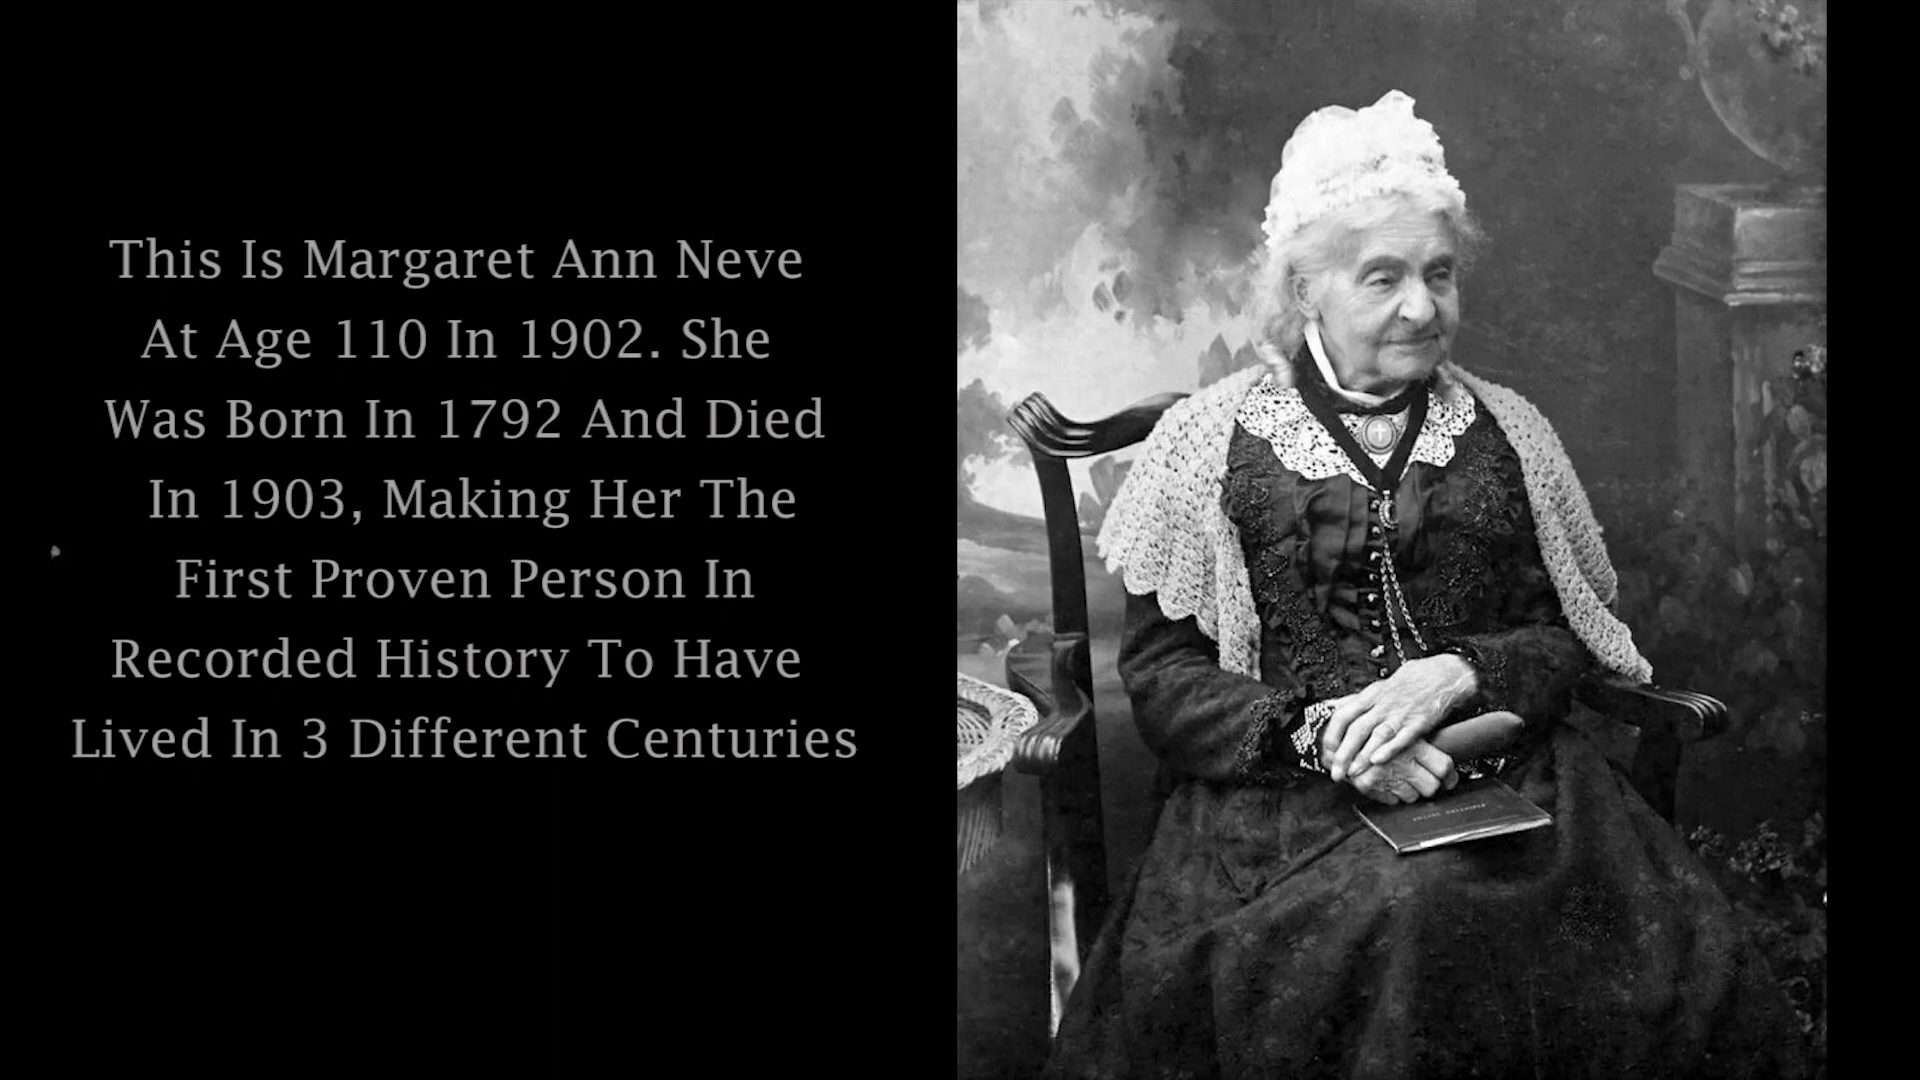 This Is Margaret Ann Neve
At Age 110 In 1902. She
Was Born In 1792 And Died
In 1903, Making Her The
First Proven Person In
Recorded History To Have
Lived In 3 Different Centuries